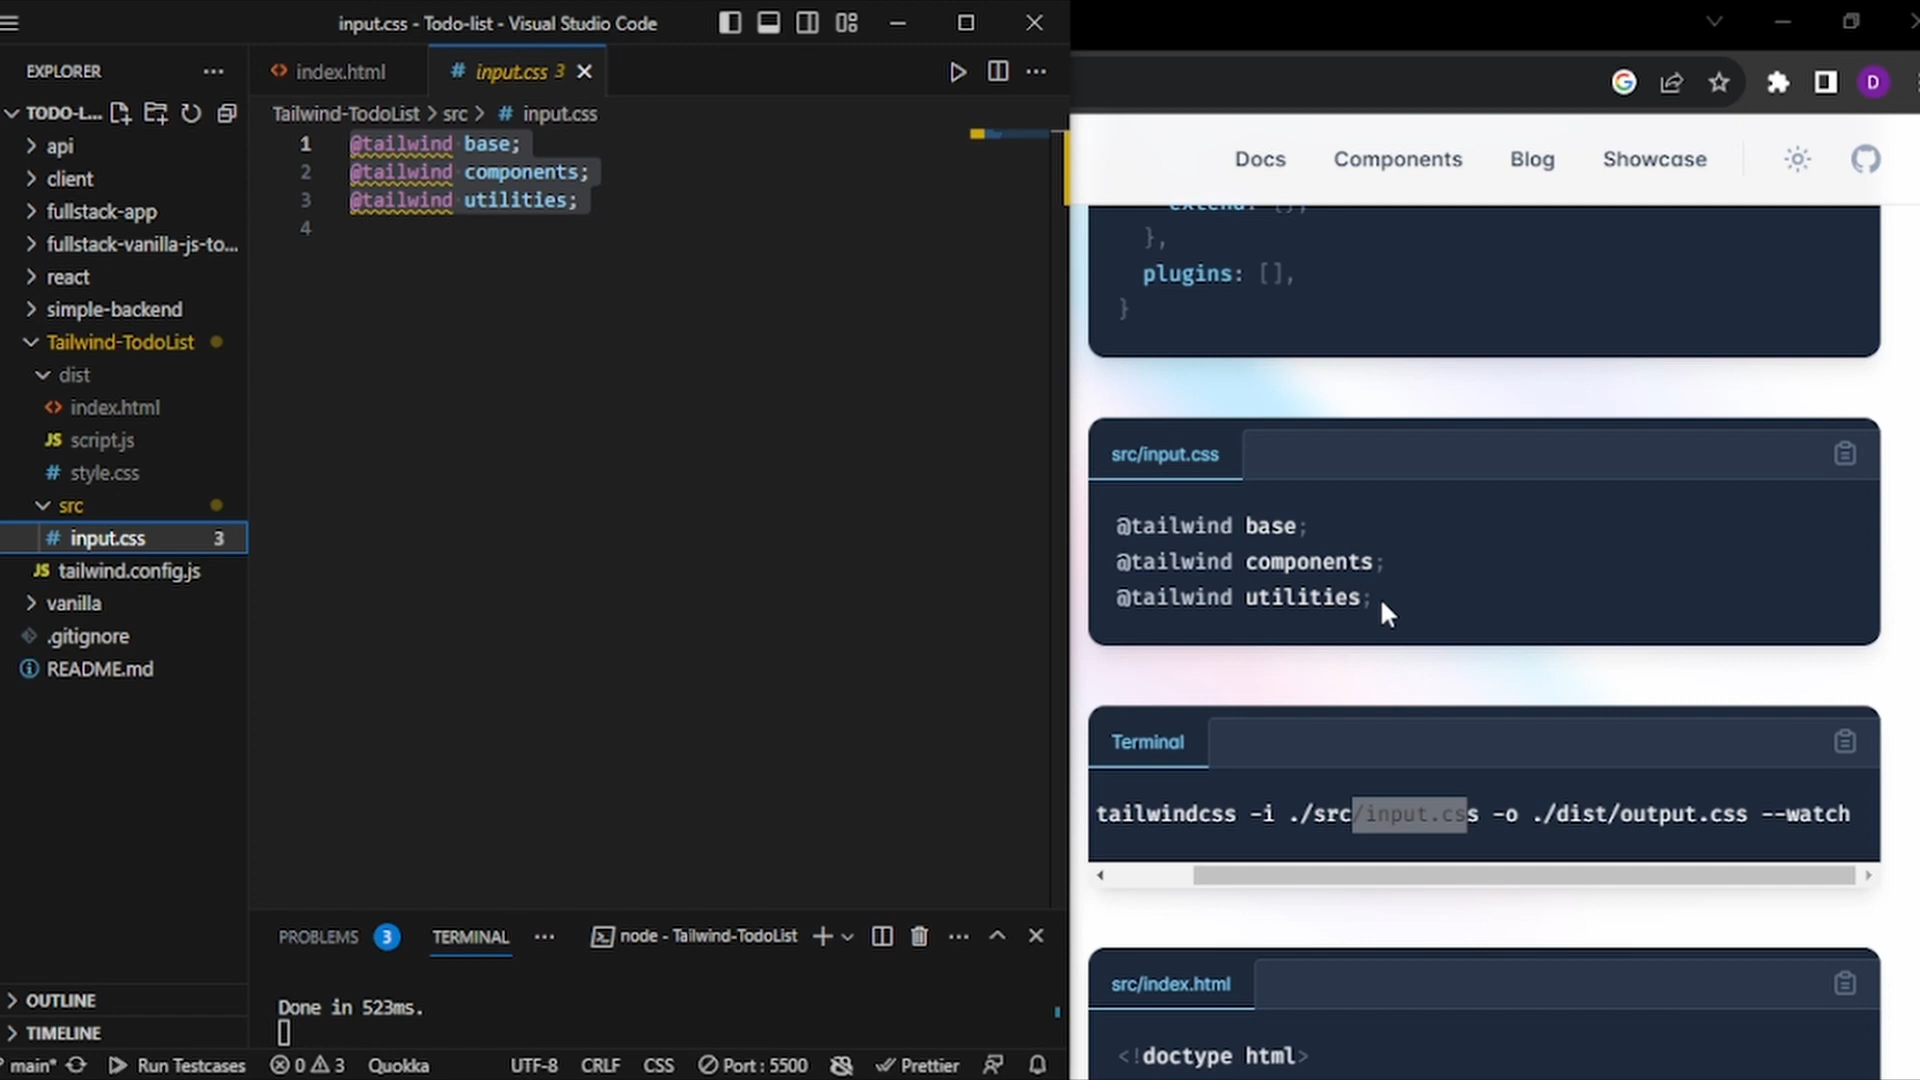 input.css - Todo-list - Visual Studio Code
EXPLORER
TODO-L...
api
client
fullstack-app
fullstack-vanilla-js-to...
react
simple-backend
Tailwind-TodoList
dist
index.html
JS script.js
# style.css
src
# input.css 3
JS tailwind.config.js
vanilla
.gitignore
README.md
OUTLINE
TIMELINE
index.html
# input.css 3
Tailwind-TodoList > src > # input.css
1 @tailwind base;
2 @tailwind components;
3 @tailwind utilities;
4
PROBLEMS 3
TERMINAL
node - Tailwind-TodoList
Done in 523ms.
main*
Run Testcases
0
3
Quokka
UTF-8
CRLF
CSS
Port : 5500
Prettier
G
D
Docs
Components
Blog
Showcase
extend: {},
},
plugins: [],
}
src/input.css
@tailwind base;
@tailwind components;
@tailwind utilities;
Terminal
tailwindcss -i ./src/input.css -o ./dist/output.css --watch
src/index.html
<!doctype html>